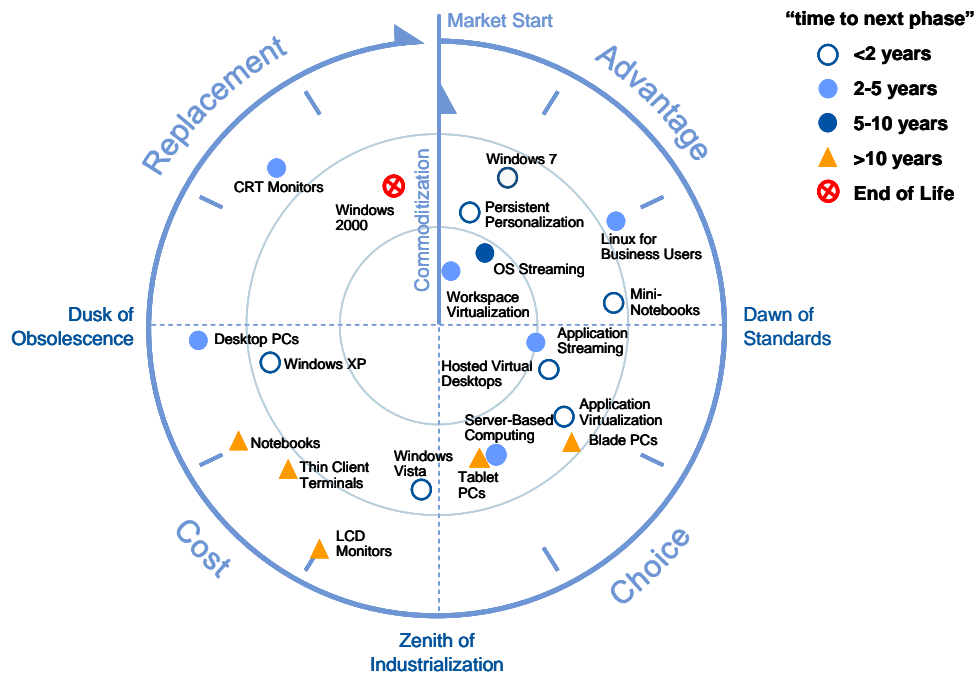 Market Start
“time to next phase”
<2 years
2-5 years
5-10 years
>10 years
End of Life
Replacement
Advantage
Commoditization
CRT Monitors
Windows
2000
Windows 7
Persistent
Personalization
Linux for
Business Users
OS Streaming
Workspace
Virtualization
Mini-
Notebooks
Dusk of
Obsolescence
Dawn of
Standards
Desktop PCs
Windows XP
Application
Streaming
Hosted Virtual
Desktops
Application
Virtualization
Server-Based
Computing
Blade PCs
Notebooks
Thin Client
Terminals
Windows
Vista
Tablet
PCs
LCD
Monitors
Cost
Choice
Zenith of
Industrialization